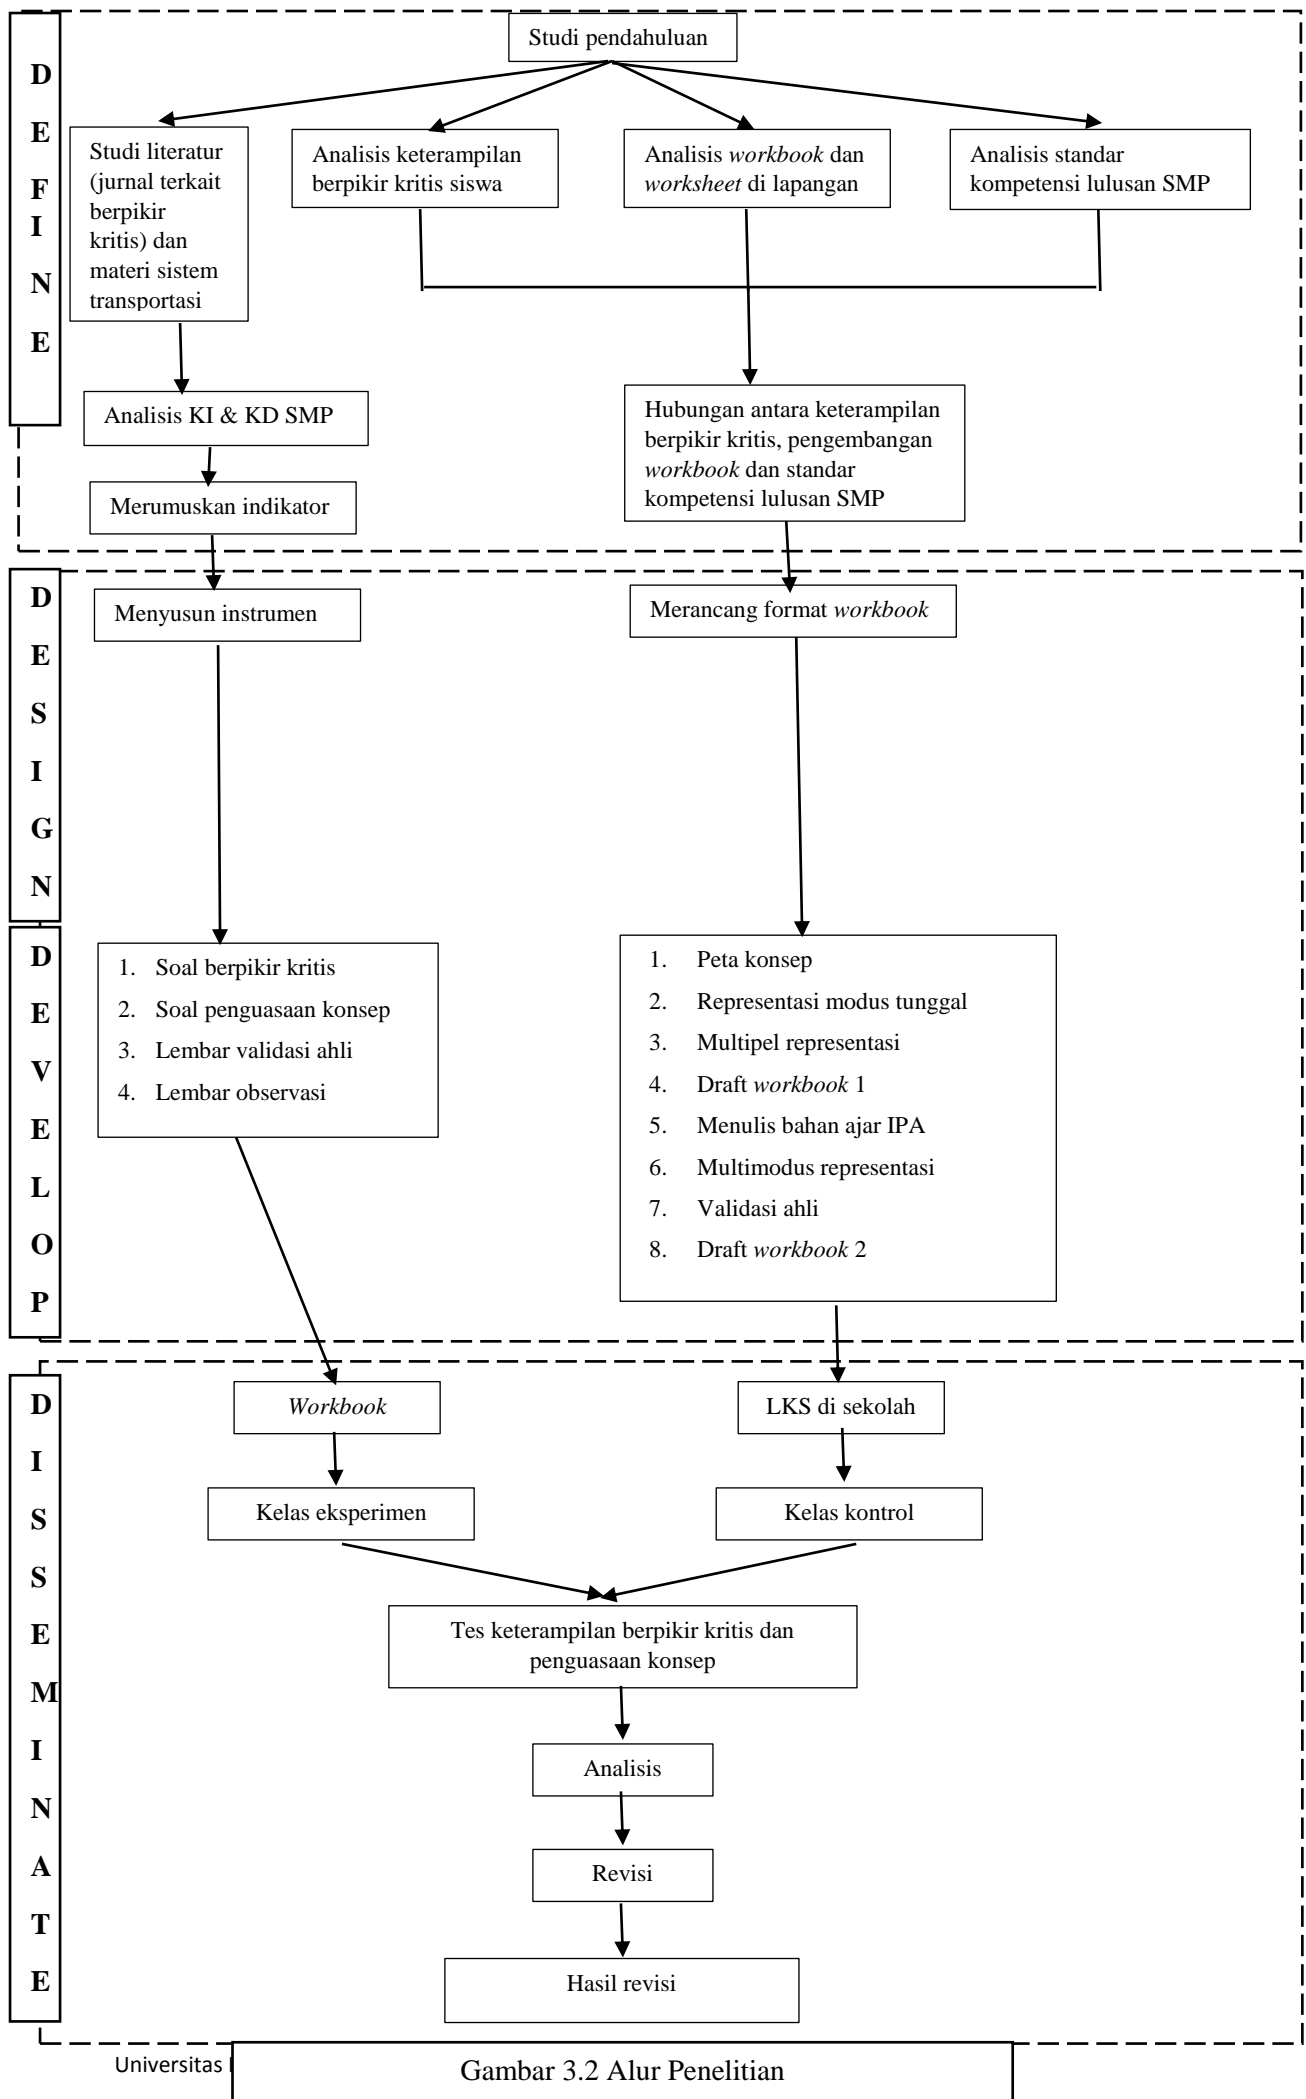 Studi pendahuluan
D
E
F
I
N
E
Studi literatur
(jurnal terkait
berpikir
kritis) dan
materi sistem
transportasi
Analisis keterampilan
berpikir kritis siswa
Analisis workbook dan
worksheet di lapangan
Analisis standar
kompetensi lulusan SMP
Analisis KI & KD SMP
Merumuskan indikator
Hubungan antara keterampilan
berpikir kritis, pengembangan
workbook dan standar
kompetensi lulusan SMP
D
E
S
I
G
N
Menyusun instrumen
Merancang format workbook
D
E
V
E
L
O
P
1. Soal berpikir kritis
2. Soal penguasaan konsep
3. Lembar validasi ahli
4. Lembar observasi
1. Peta konsep
2. Representasi modus tunggal
3. Multipel representasi
4. Draft workbook 1
5. Menulis bahan ajar IPA
6. Multimodus representasi
7. Validasi ahli
8. Draft workbook 2
D
I
S
S
E
M
I
N
A
T
E
Workbook
LKS di sekolah
Kelas eksperimen
Kelas kontrol
Tes keterampilan berpikir kritis dan
penguasaan konsep
Analisis
Revisi
Hasil revisi
Universitas
Gambar 3.2 Alur Penelitian